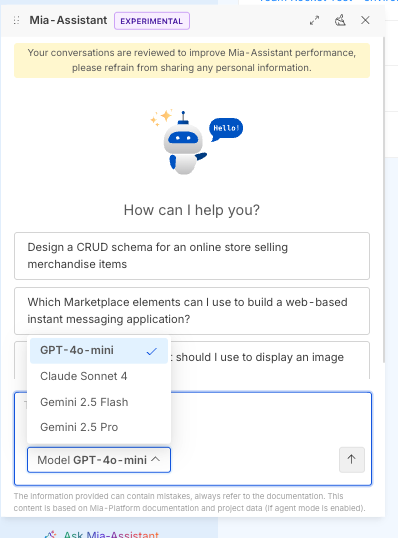 Mia-Assistant EXPERIMENTAL
Your conversations are reviewed to improve Mia-Assistant performance,
please refrain from sharing any personal information.
Hello!
How can I help you?
Design a CRUD schema for an online store selling
merchandise items
Which Marketplace elements can I use to build a web-based
instant messaging application?
should I use to display an image
GPT-4o-mini
Claude Sonnet 4
Gemini 2.5 Flash
Gemini 2.5 Pro
Model GPT-4o-mini
The information provided can contain mistakes, always refer to the documentation. This
content is based on Mia-Platform documentation and project data (if agent mode is enabled).
Ask Mia-Assistant